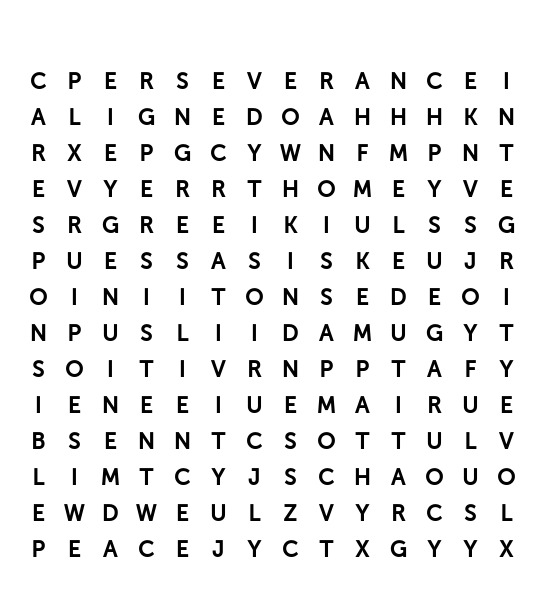 C P E R S E V E R A N C E I
A L I G N E D O A H H H K N
R X E P G C Y W N F M P N T
E V Y E R R T H O M E Y V E
S R G R E E I K I U L S S G
P U E S S A S I S K E U J R
O I N I I T O N S E D E O I
N P U S L I I D A M U G Y T
S O I T I V R N P P T A F Y
I E N E E I U E M A I R U E
B S E N N T C S O T T U L V
L I M T C Y J S C H A O U O
E W D W E U L Z V Y R C S L
P E A C E J Y C T X G Y Y X